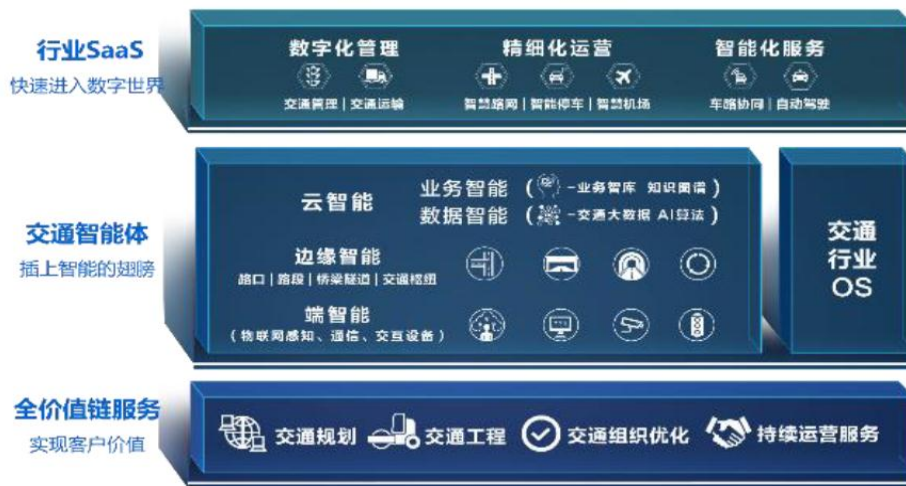 行业SaaS
快速进入数字世界
数字化管理
交通管理 | 交通运输
精细化运营
智慧路网 | 智能停车 | 智慧机场
智能化服务
车路协同 | 自动驾驶
交通智能体
插上智能的翅膀
云智能
业务智能 ( -业务智库 知识图谱 )
数据智能 ( -交通大数据 AI算法 )
边缘智能
路口 | 路段 | 桥梁隧道 | 交通枢纽
端智能
(物联网感知、通信、交互设备)
交通
行业
OS
全价值链服务
实现客户价值
交通规划
交通工程
交通组织优化
持续运营服务